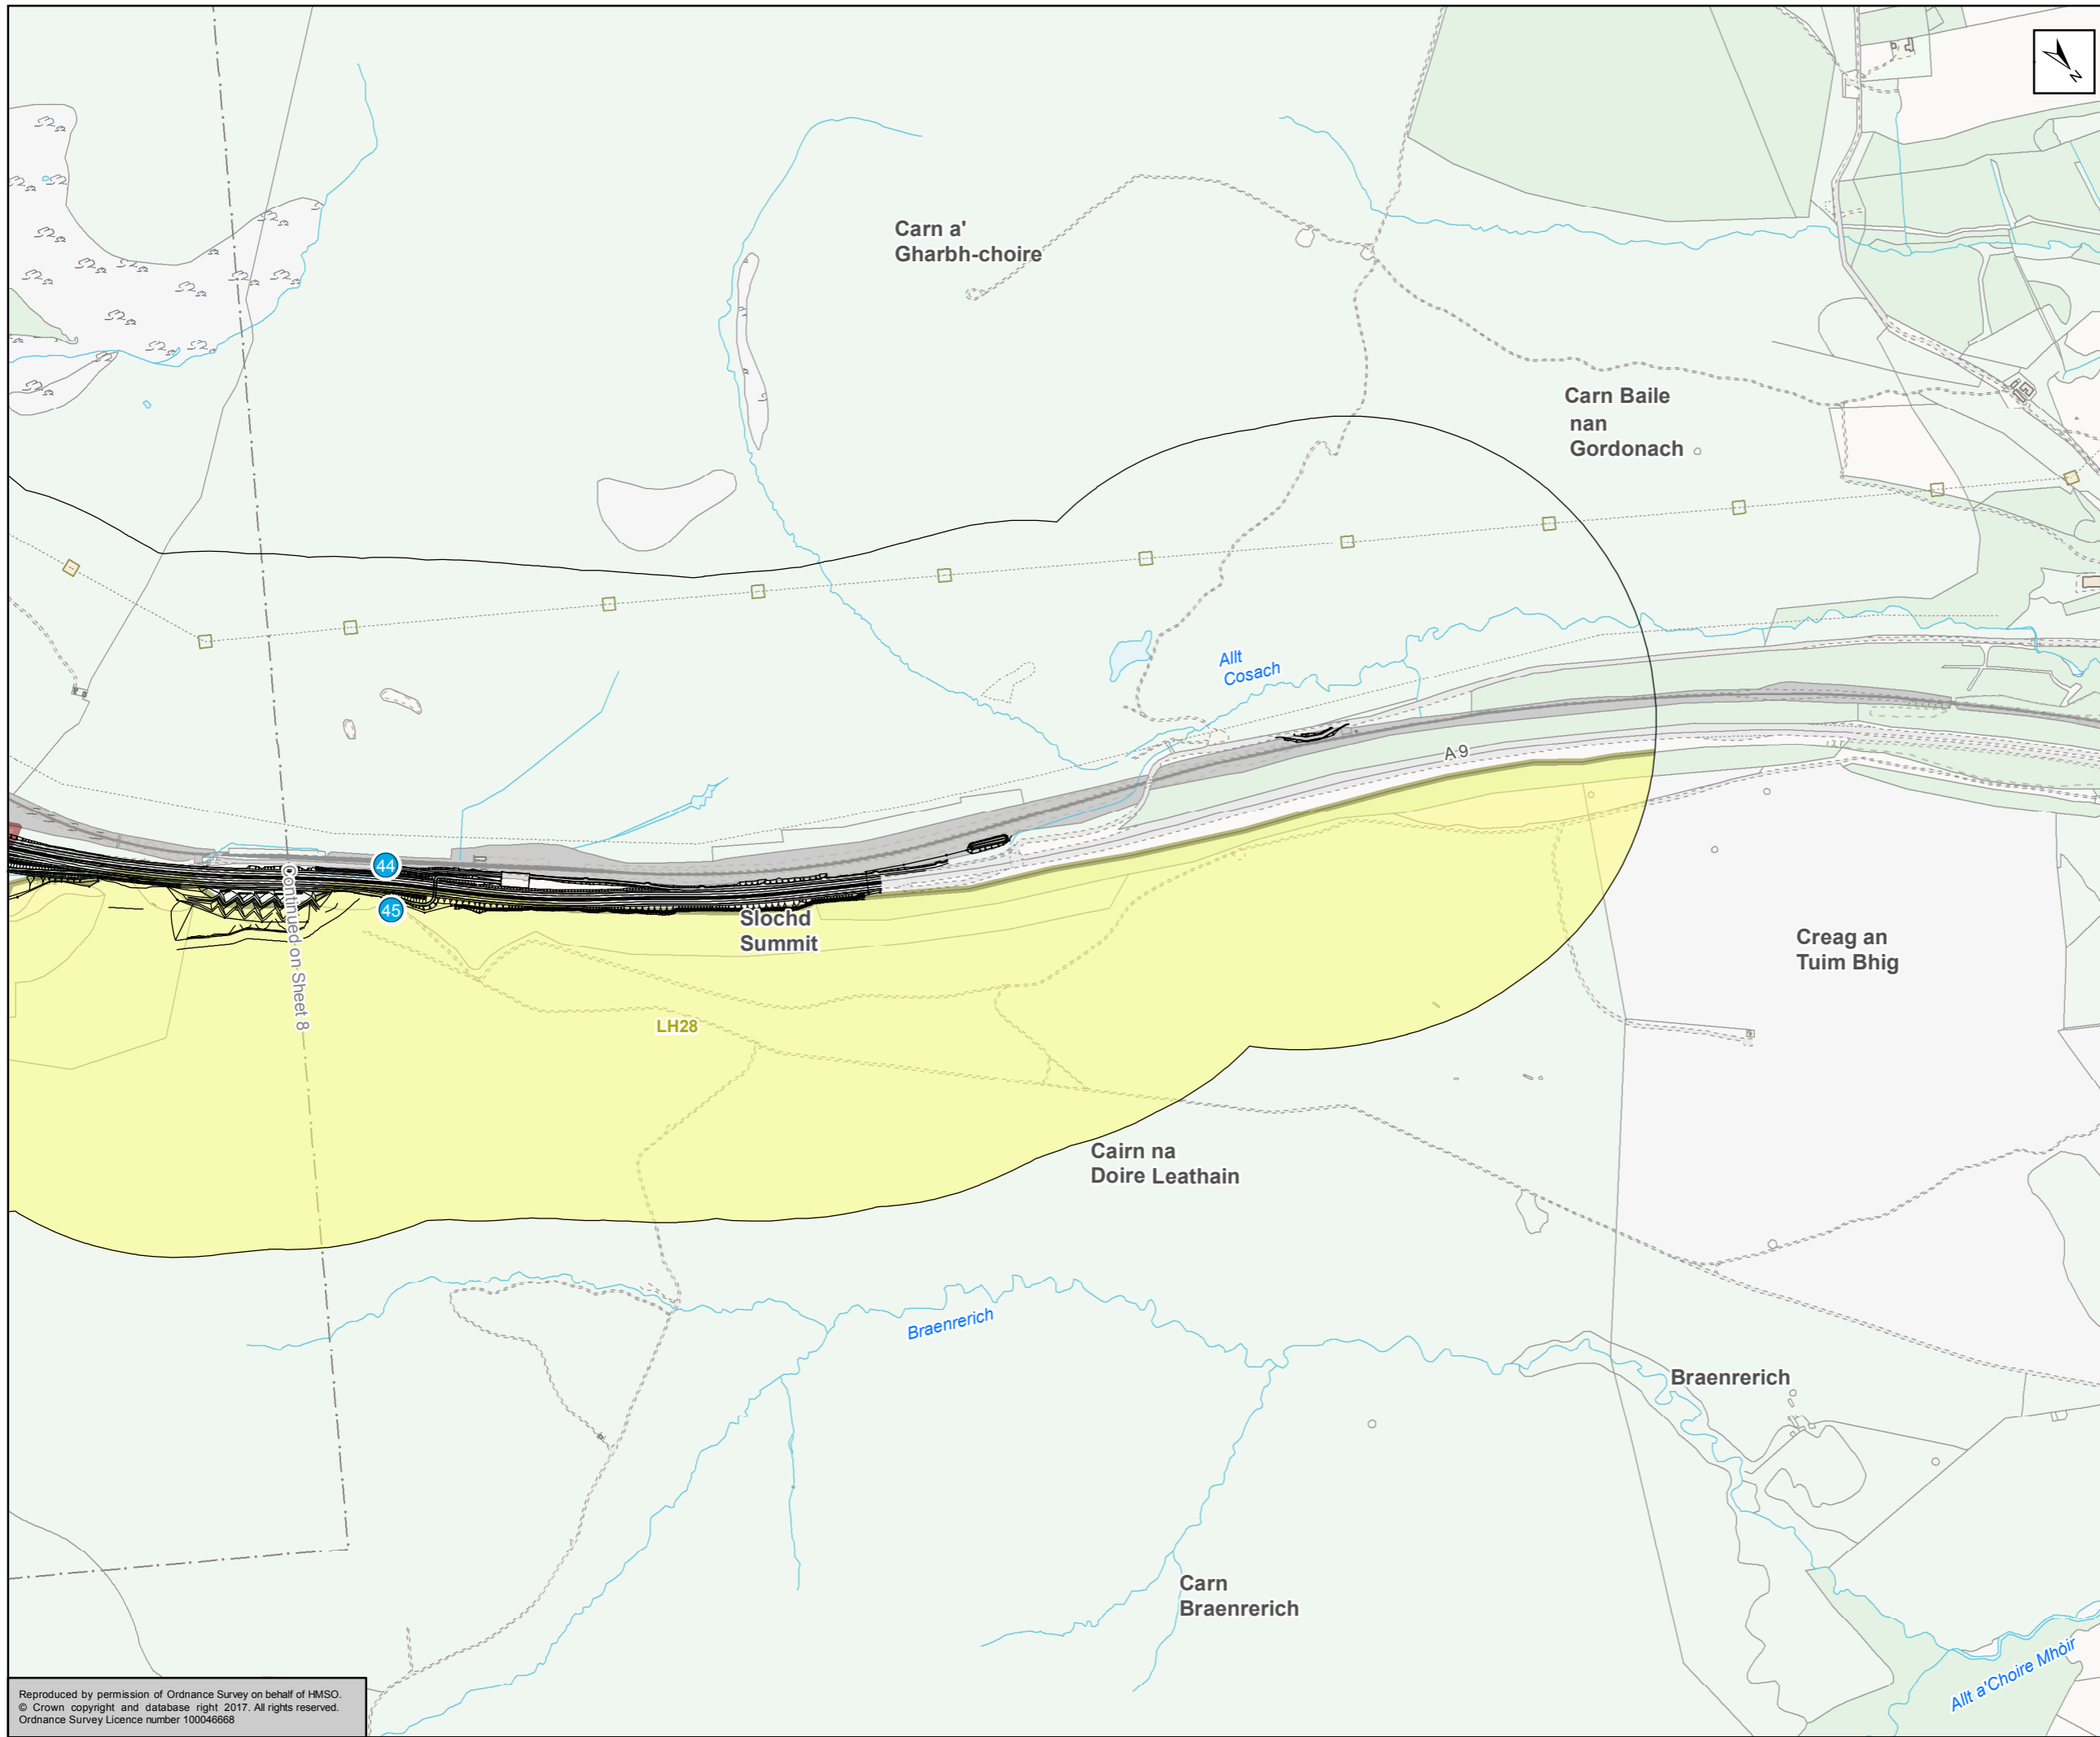 N
Carn a'
Gharbh-choire
Carn Baile
nan
Gordonach
Allt
Cosach
A 9
44
45
Continued on Sheet 8
Slochd
Summit
Creag an
Tuim Bhig
LH28
Cairn na
Doire Leathain
Braenrerich
Braenrerich
Carn
Braenrerich
Allt a'Choire Mhòir
Reproduced by permission of Ordnance Survey on behalf of HMSO.
© Crown copyright and database right 2017. All rights reserved.
Ordnance Survey Licence number 100046668